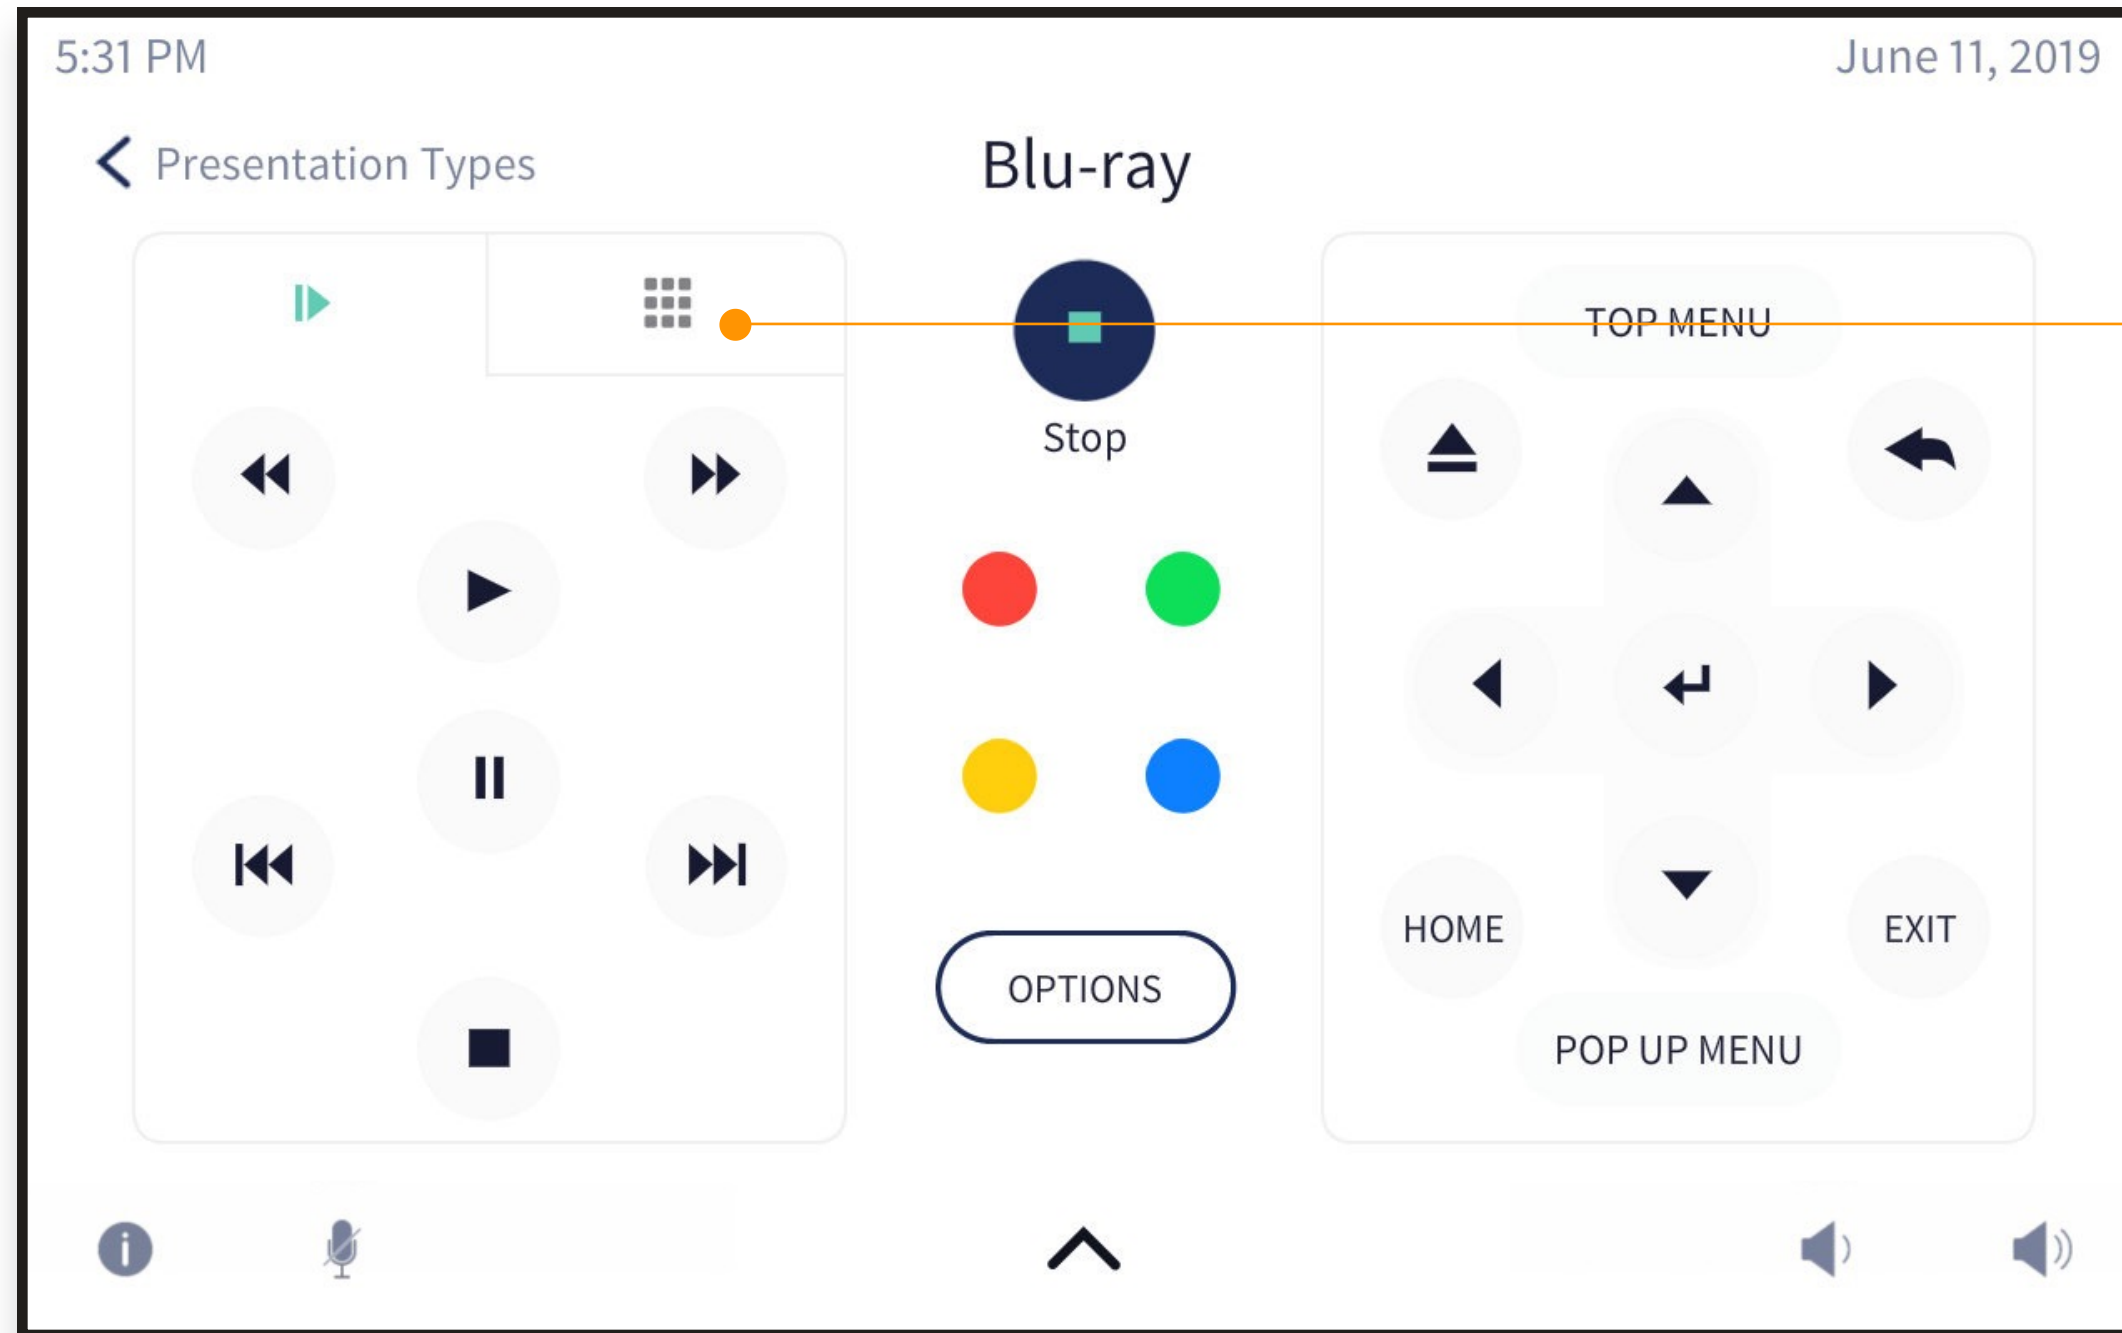 5:31 PM
June 11, 2019
Presentation Types
Blu-ray
TOP MENU
Stop
HOME
EXIT
OPTIONS
POP UP MENU